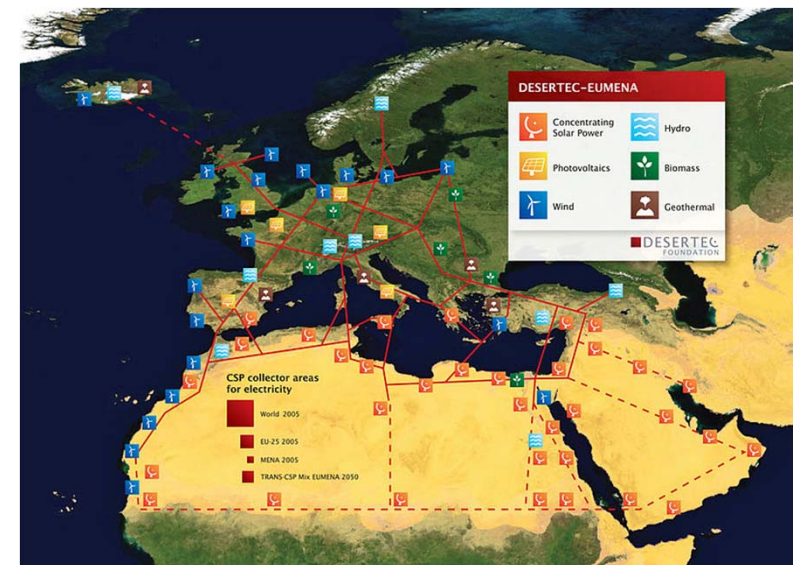 DESERTEC-EUMENA
Concentrating
Solar Power
Hydro
Photovoltaics
Biomass
Wind
Geothermal
DESERTEC
FOUNDATION
CSP collector areas
for electricity
World 2005
EU-25 2005
MENA 2005
TRANS-CSP Mix EUMENA 2050